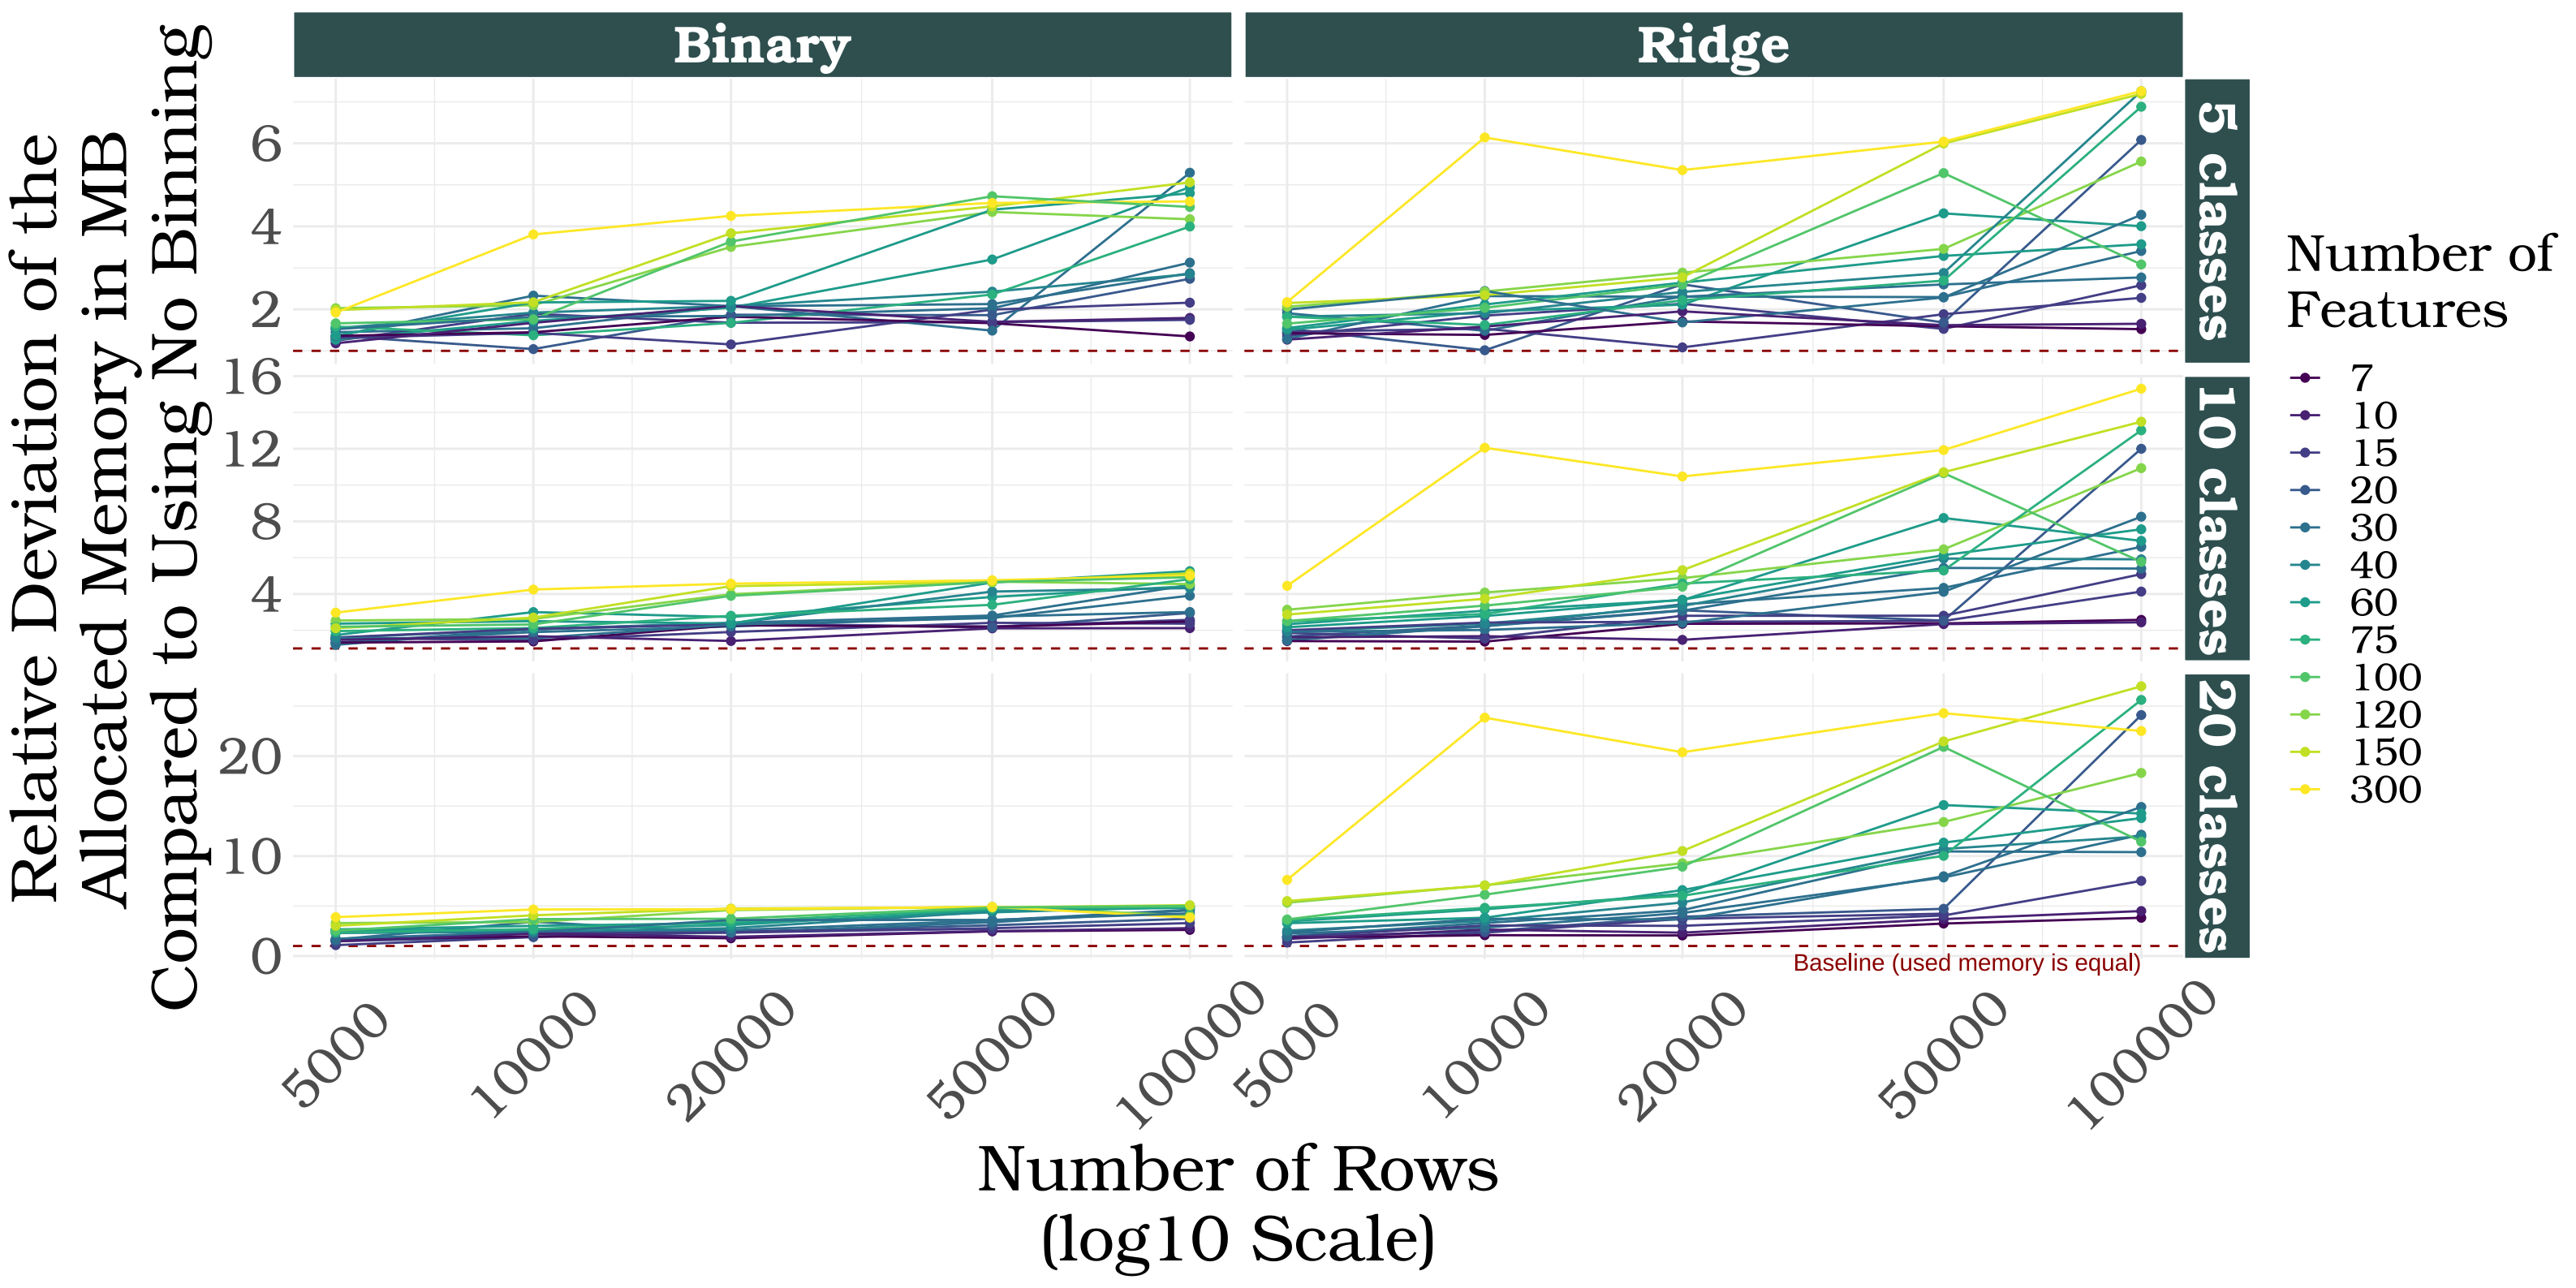 Binary
Ridge
Relative Deviation of the
Allocated Memory in MB
Compared to Using No Binning
6
4
2
5 classes
16
12
8
4
10 classes
20
10
0
20 classes
Baseline (used memory is equal)
5000
10000
20000
50000
100000
5000
10000
20000
50000
100000
Number of Rows
(log10 Scale)
Number of
Features
7
10
15
20
30
40
60
75
100
120
150
300